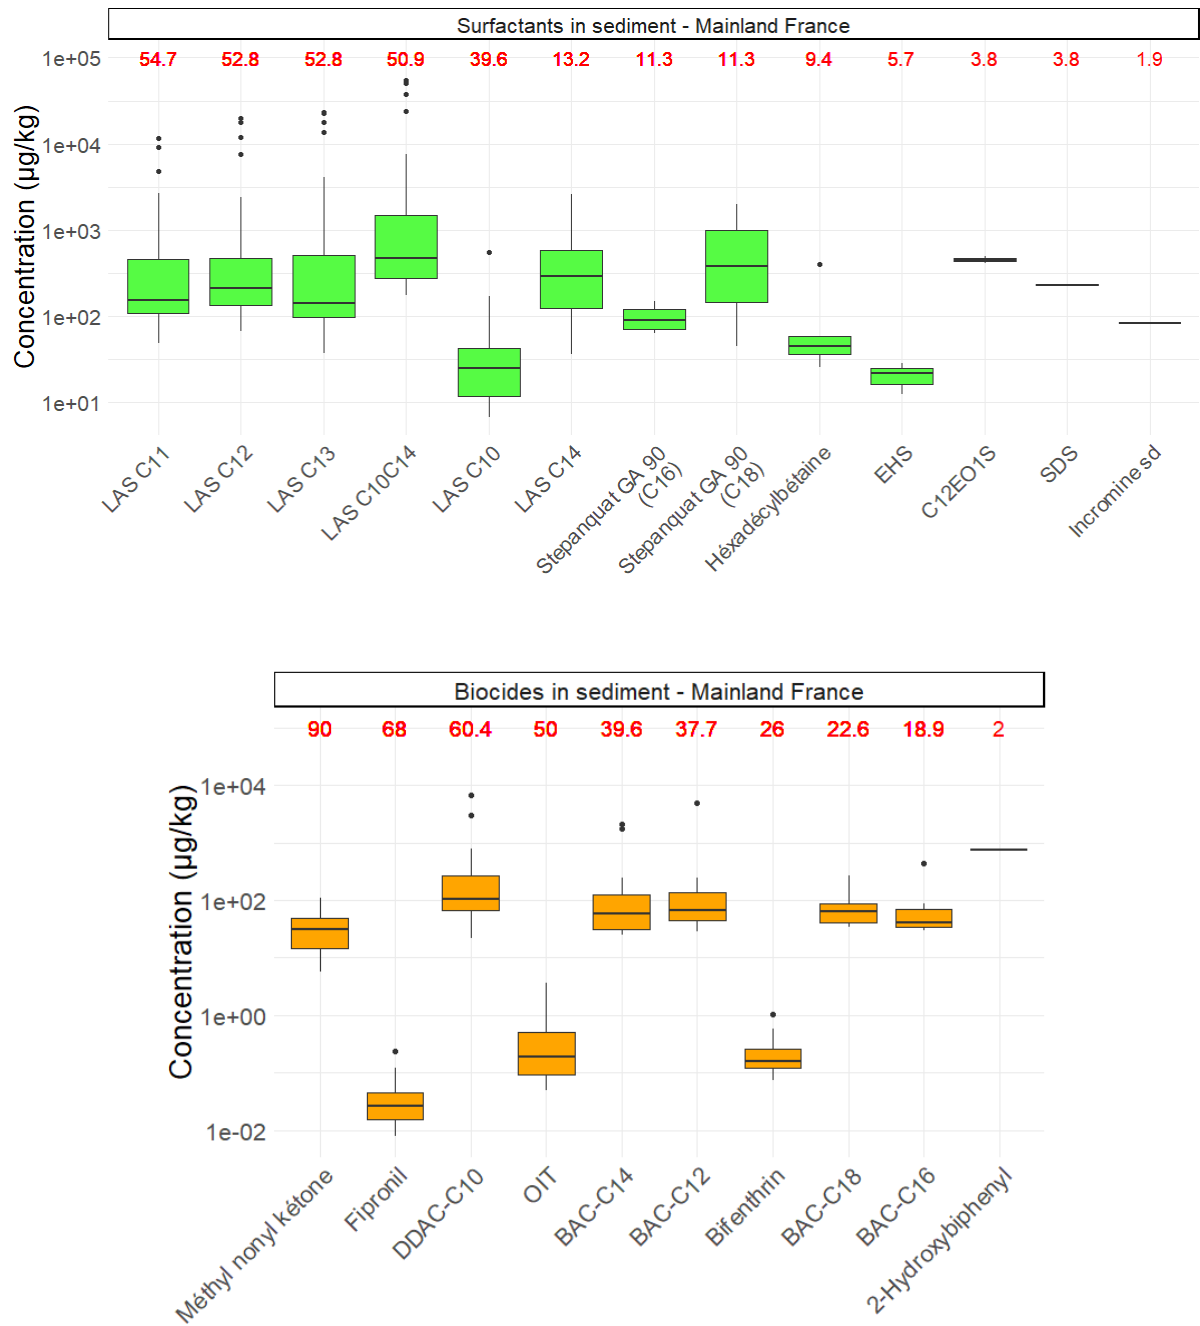 Surfactants in sediment - Mainland France
54.7 52.8 52.8 50.9 39.6 13.2 11.3 11.3 9.4 5.7 3.8 3.8 1.9
Concentration (µg/kg)
1e+05
1e+04
1e+03
1e+02
1e+01
LAS C11
LAS C12
LAS C13
LAS C10C14
LAS C10
LAS C14
Stepanquat GA 90
(C16)
Stepanquat GA 90
(C18)
Héxadécylbétaine
EHS
C12EO1S
SDS
Incromine sd
Biocides in sediment - Mainland France
90 68 60.4 50 39.6 37.7 26 22.6 18.9 2
Concentration (µg/kg)
1e+04
1e+02
1e+00
1e-02
Méthyl nonyl kétone
Fipronil
DDAC-C10
OIT
BAC-C14
BAC-C12
Bifenthrin
BAC-C18
BAC-C16
2-Hydroxybiphenyl